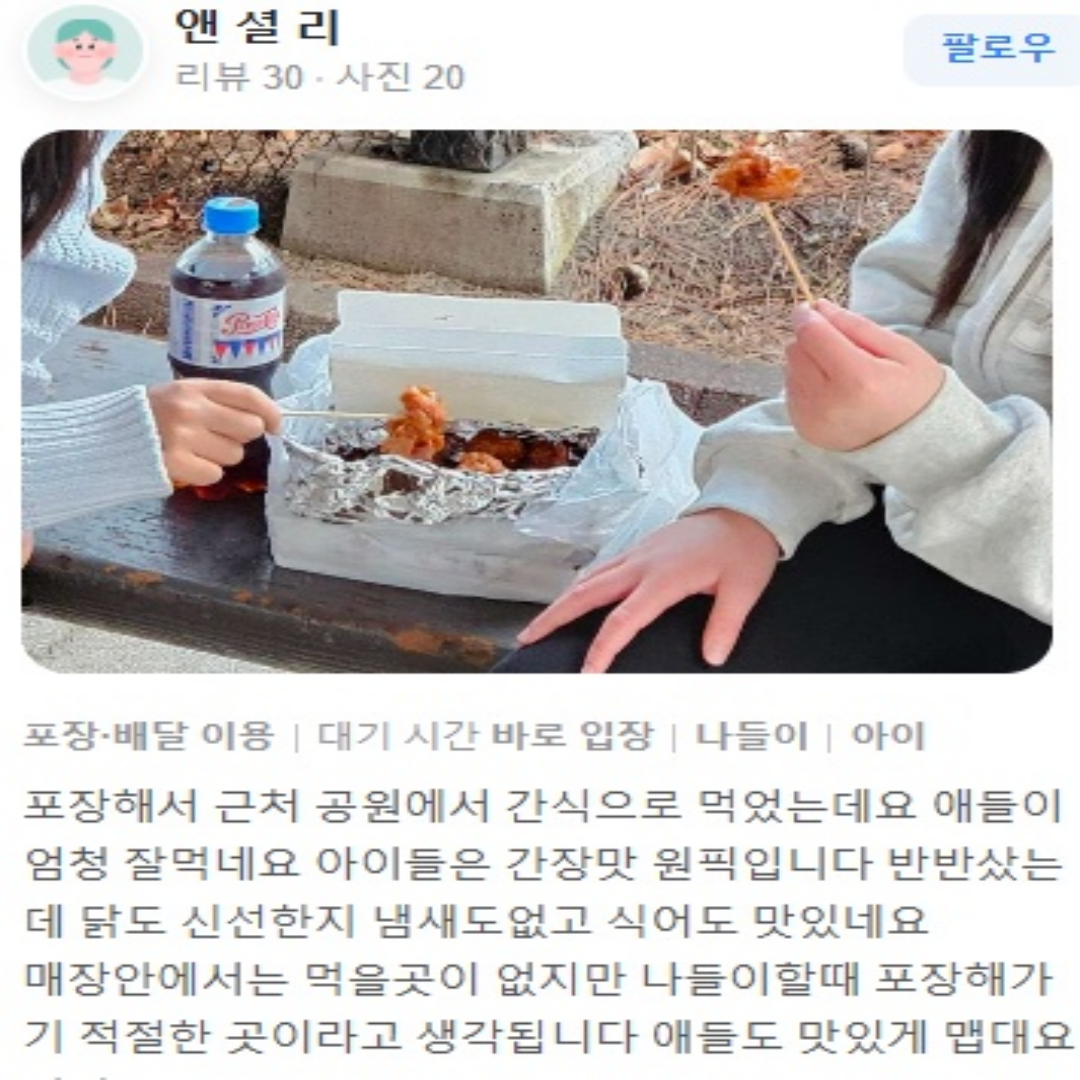 앤 셜 리
리뷰 30 · 사진 20
팔로우
포장·배달 이용 | 대기 시간 바로 입장 | 나들이 | 아이
포장해서 근처 공원에서 간식으로 먹었는데요 애들이
엄청 잘먹네요 아이들은 간장맛 원픽입니다 반반샀는
데 닭도 신선한지 냄새도없고 식어도 맛있네요
매장안에서는 먹을곳이 없지만 나들이할때 포장해가
기 적절한 곳이라고 생각됩니다 애들도 맛있게 맵대요